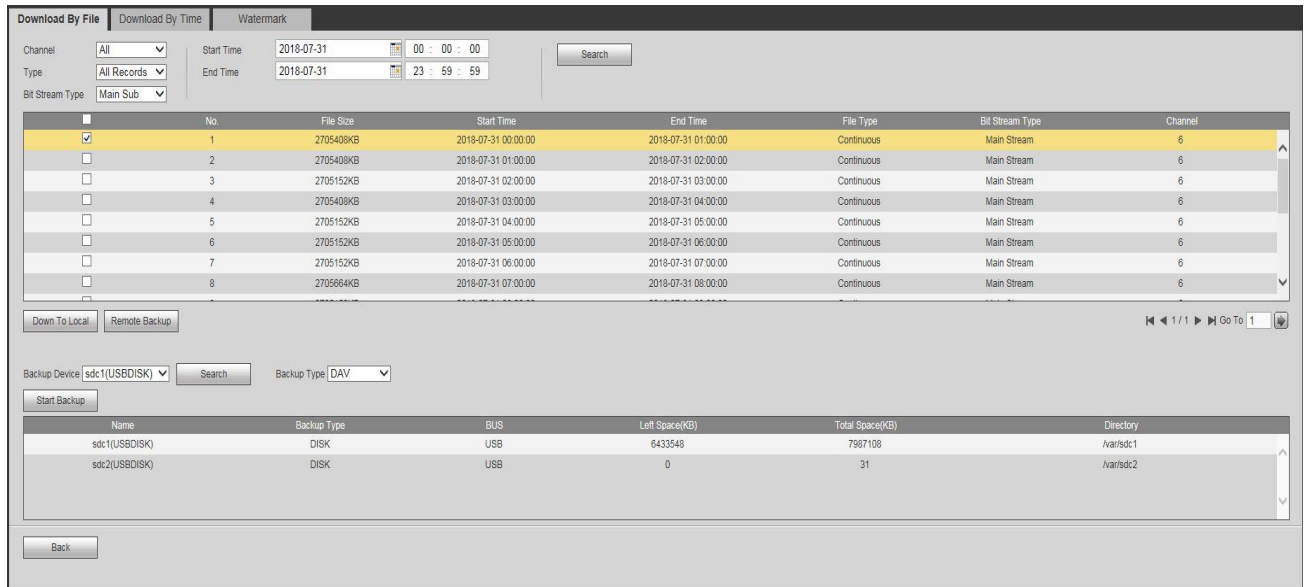 Download By File Download By Time Watermark
Channel All Start Time 2018-07-31 00 : 00 : 00 Search
Type All Records End Time 2018-07-31 23 : 59 : 59
Bit Stream Type Main Sub
No. File Size Start Time End Time File Type Bit Stream Type Channel
1 2705408KB 2018-07-31 00:00:00 2018-07-31 01:00:00 Continuous Main Stream 6
2 2705408KB 2018-07-31 01:00:00 2018-07-31 02:00:00 Continuous Main Stream 6
3 2705152KB 2018-07-31 02:00:00 2018-07-31 03:00:00 Continuous Main Stream 6
4 2705408KB 2018-07-31 03:00:00 2018-07-31 04:00:00 Continuous Main Stream 6
5 2705152KB 2018-07-31 04:00:00 2018-07-31 05:00:00 Continuous Main Stream 6
6 2705152KB 2018-07-31 05:00:00 2018-07-31 06:00:00 Continuous Main Stream 6
7 2705152KB 2018-07-31 06:00:00 2018-07-31 07:00:00 Continuous Main Stream 6
8 2705664KB 2018-07-31 07:00:00 2018-07-31 08:00:00 Continuous Main Stream 6
Down To Local Remote Backup 1 / 1 Go To 1
Backup Device sdc1(USBDISK) Search Backup Type DAV
Start Backup
Name Backup Type BUS Left Space(KB) Total Space(KB) Directory
sdc1(USBDISK) DISK USB 6433548 7987108 /var/sdc1
sdc2(USBDISK) DISK USB 0 31 /var/sdc2
Back